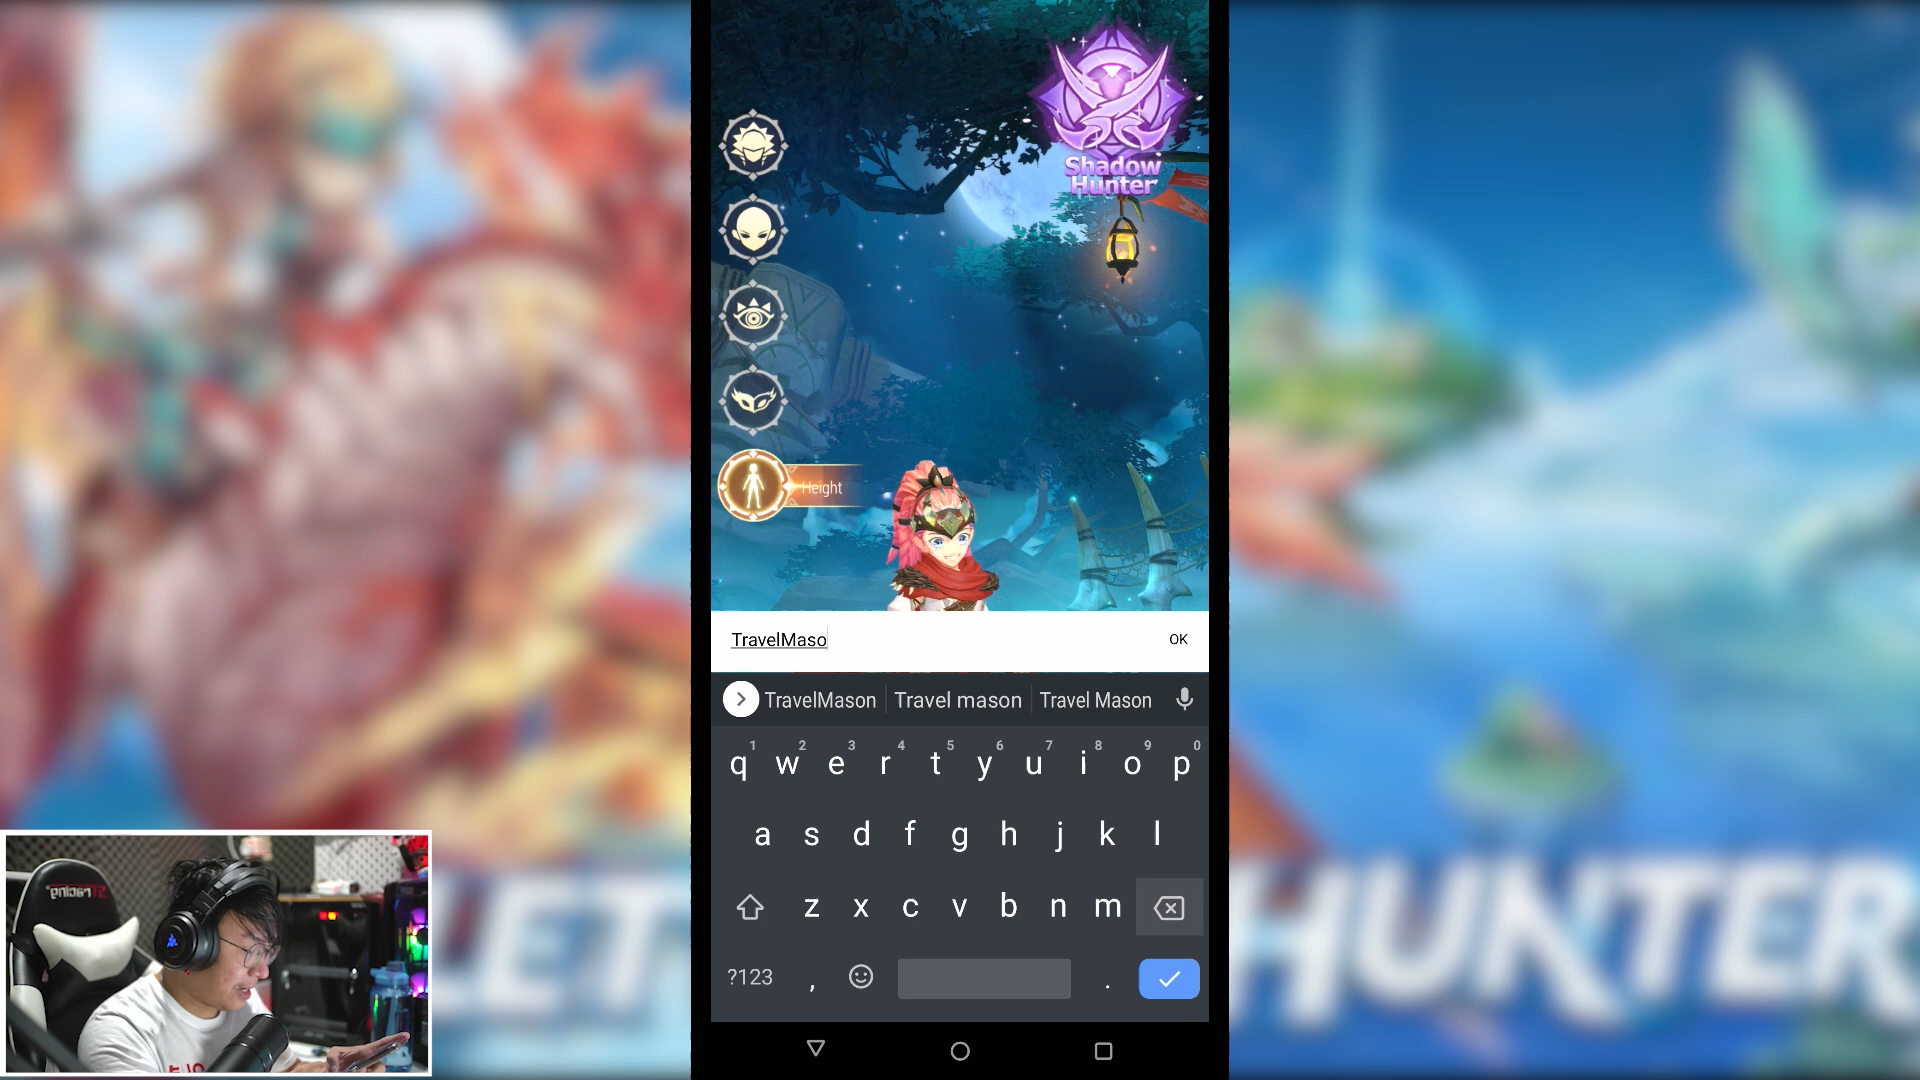 Shadow
Hunter
Height
TravelMaso
OK
TravelMason
Travel mason
Travel Mason
1 2 3 4 5 6 7 8 9 0
q w e r t y u i o p
a s d f g h j k l
z x c v b n m
?123 , .
LET
HUNTER